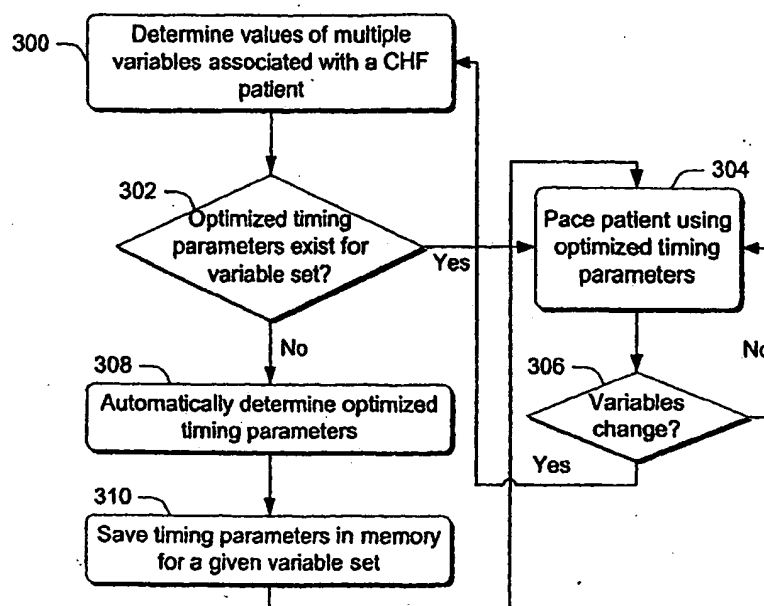 300
Determine values of multiple
variables associated with a CHF
patient
302
Optimized timing
parameters exist for
variable set?
Yes
No
304
Pace patient using
optimized timing
parameters
306
Variables
change?
No
Yes
308
Automatically determine optimized
timing parameters
310
Save timing parameters in memory
for a given variable set